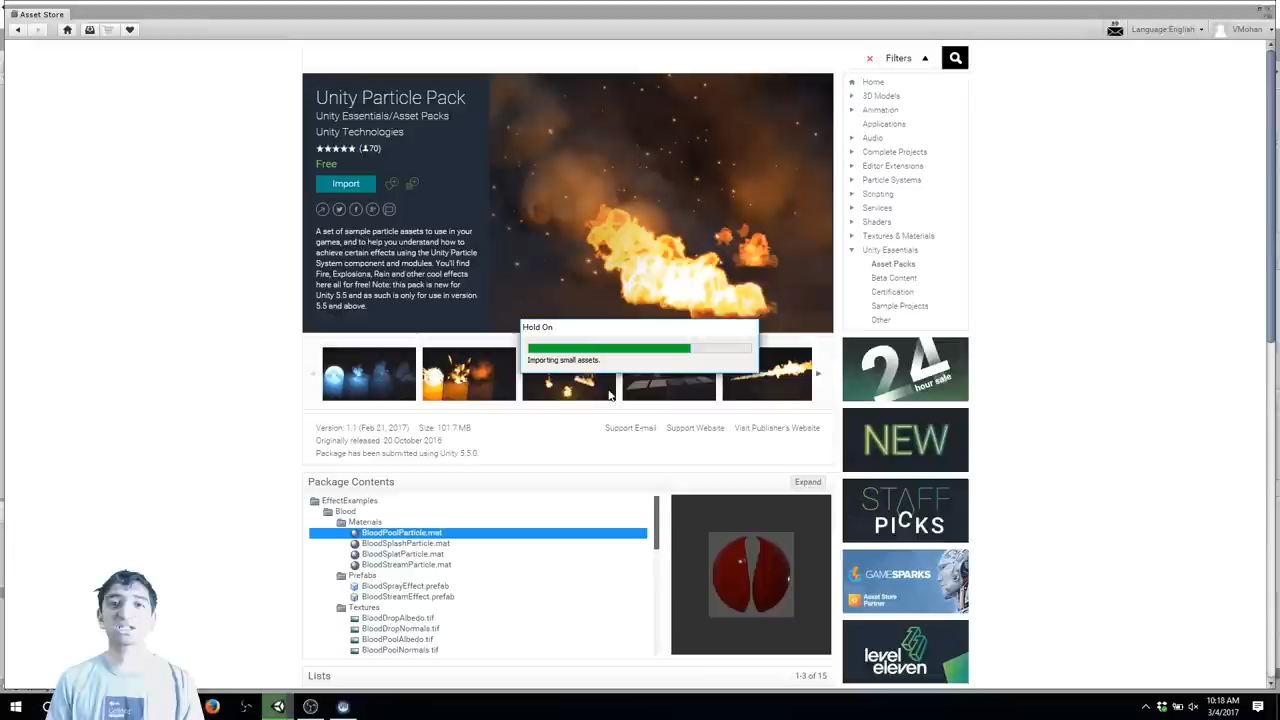 Asset Store
89
Language:English
VMohan
Filters
Unity Particle Pack
Unity Essentials/Asset Packs
Unity Technologies
(70)
Free
Import
A set of sample particle assets to use in your
games, and to help you understand how to
achieve certain effects using the Unity Particle
System component and modules. You'll find
Fire, Explosions, Rain and other cool effects
here all for free! Note: this pack is new for
Unity 5.5 and as such is only for use in version
5.5 and above.
Home
3D Models
Animation
Applications
Audio
Complete Projects
Editor Extensions
Particle Systems
Scripting
Services
Shaders
Textures & Materials
Unity Essentials
Asset Packs
Beta Content
Certification
Sample Projects
Other
Hold On
Importing small assets.
24
hour sale
Version: 1.1 (Feb 21, 2017) Size: 101.7 MB
Support E-mail Support Website Visit Publisher's Website
Originally released: 20 October 2016
Package has been submitted using Unity 5.5.0.
NEW
Package Contents
Expand
EffectExamples
Blood
Materials
BloodPoolParticle.mat
BloodSplashParticle.mat
BloodSplatParticle.mat
BloodStreamParticle.mat
Prefabs
BloodSprayEffect.prefab
BloodStreamEffect.prefab
Textures
BloodDropAlbedo.tif
BloodDropNormals.tif
BloodPoolAlbedo.tif
BloodPoolNormals.tif
STAFF
PICKS
GAMESPARKS
Asset Store
Partner
level
eleven
Lists
1-3 of 15
10:18 AM
3/4/2017